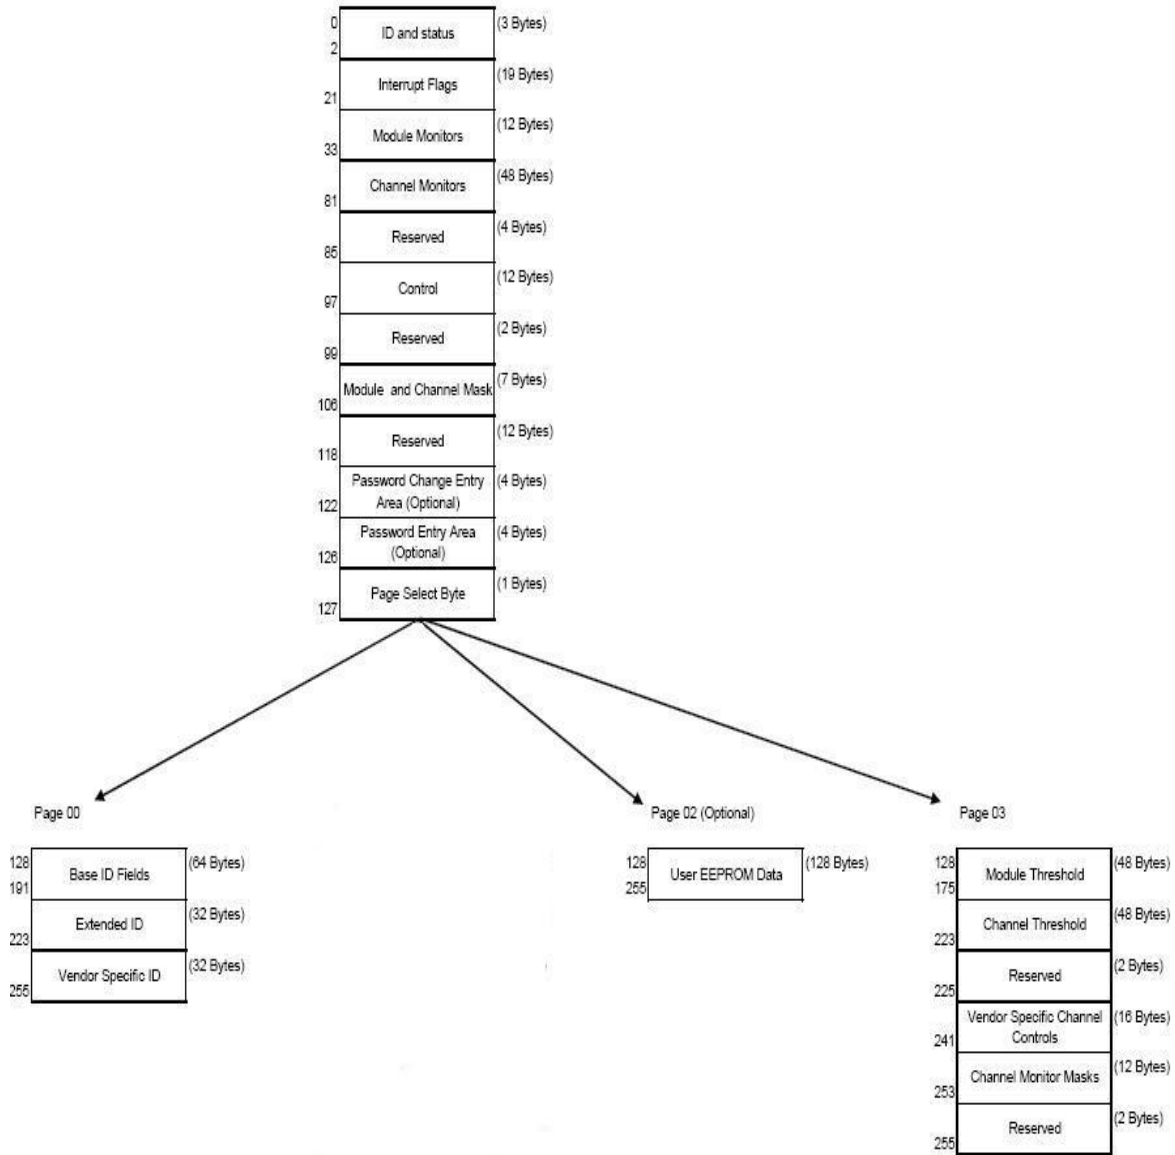 0
ID and status
(3 Bytes)
2
Interrupt Flags
(19 Bytes)
21
Module Monitors
(12 Bytes)
33
Channel Monitors
(48 Bytes)
81
Reserved
(4 Bytes)
85
Control
(12 Bytes)
97
Reserved
(2 Bytes)
99
Module and Channel Mask
(7 Bytes)
106
Reserved
(12 Bytes)
118
Password Change Entry
Area (Optional)
(4 Bytes)
122
Password Entry Area
(Optional)
(4 Bytes)
126
Page Select Byte
(1 Bytes)
127
Page 00
128
Base ID Fields
(64 Bytes)
191
Extended ID
(32 Bytes)
223
Vendor Specific ID
(32 Bytes)
255
Page 02 (Optional)
128
User EEPROM Data
(128 Bytes)
255
Page 03
128
Module Threshold
(48 Bytes)
175
Channel Threshold
(48 Bytes)
223
Reserved
(2 Bytes)
225
Vendor Specific Channel
Controls
(16 Bytes)
241
Channel Monitor Masks
(12 Bytes)
253
Reserved
(2 Bytes)
255